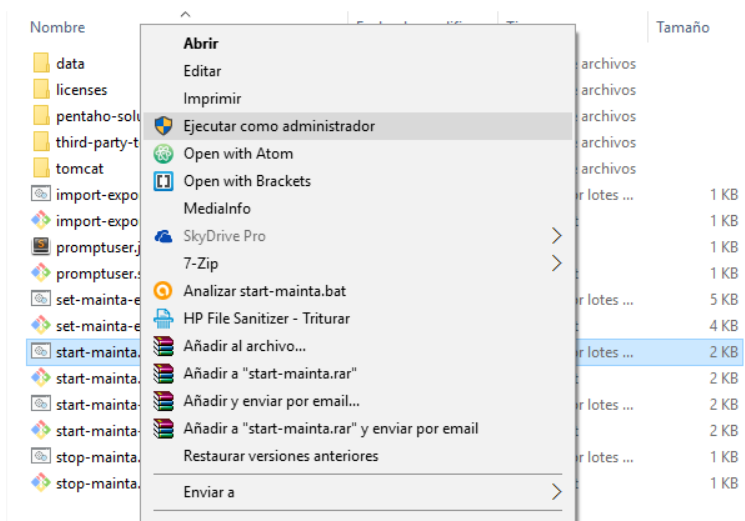 Nombre
Tamaño
data
archivos
licenses
archivos
pentaho-solu
archivos
third-party-t
archivos
tomcat
archivos
import-expo
r lotes ...
1 KB
import-expo
1 KB
promptuser.j
1 KB
promptuser.s
1 KB
set-mainta-e
r lotes ...
5 KB
set-mainta-e
4 KB
start-mainta.
r lotes ...
2 KB
start-mainta.
2 KB
start-mainta-
r lotes ...
2 KB
start-mainta-
2 KB
stop-mainta.
r lotes ...
1 KB
stop-mainta.
1 KB
Abrir
Editar
Imprimir
Ejecutar como administrador
Open with Atom
Open with Brackets
MediaInfo
SkyDrive Pro
7-Zip
Analizar start-mainta.bat
HP File Sanitizer - Triturar
Añadir al archivo...
Añadir a "start-mainta.rar"
Añadir y enviar por email...
Añadir a "start-mainta.rar" y enviar por email
Restaurar versiones anteriores
Enviar a